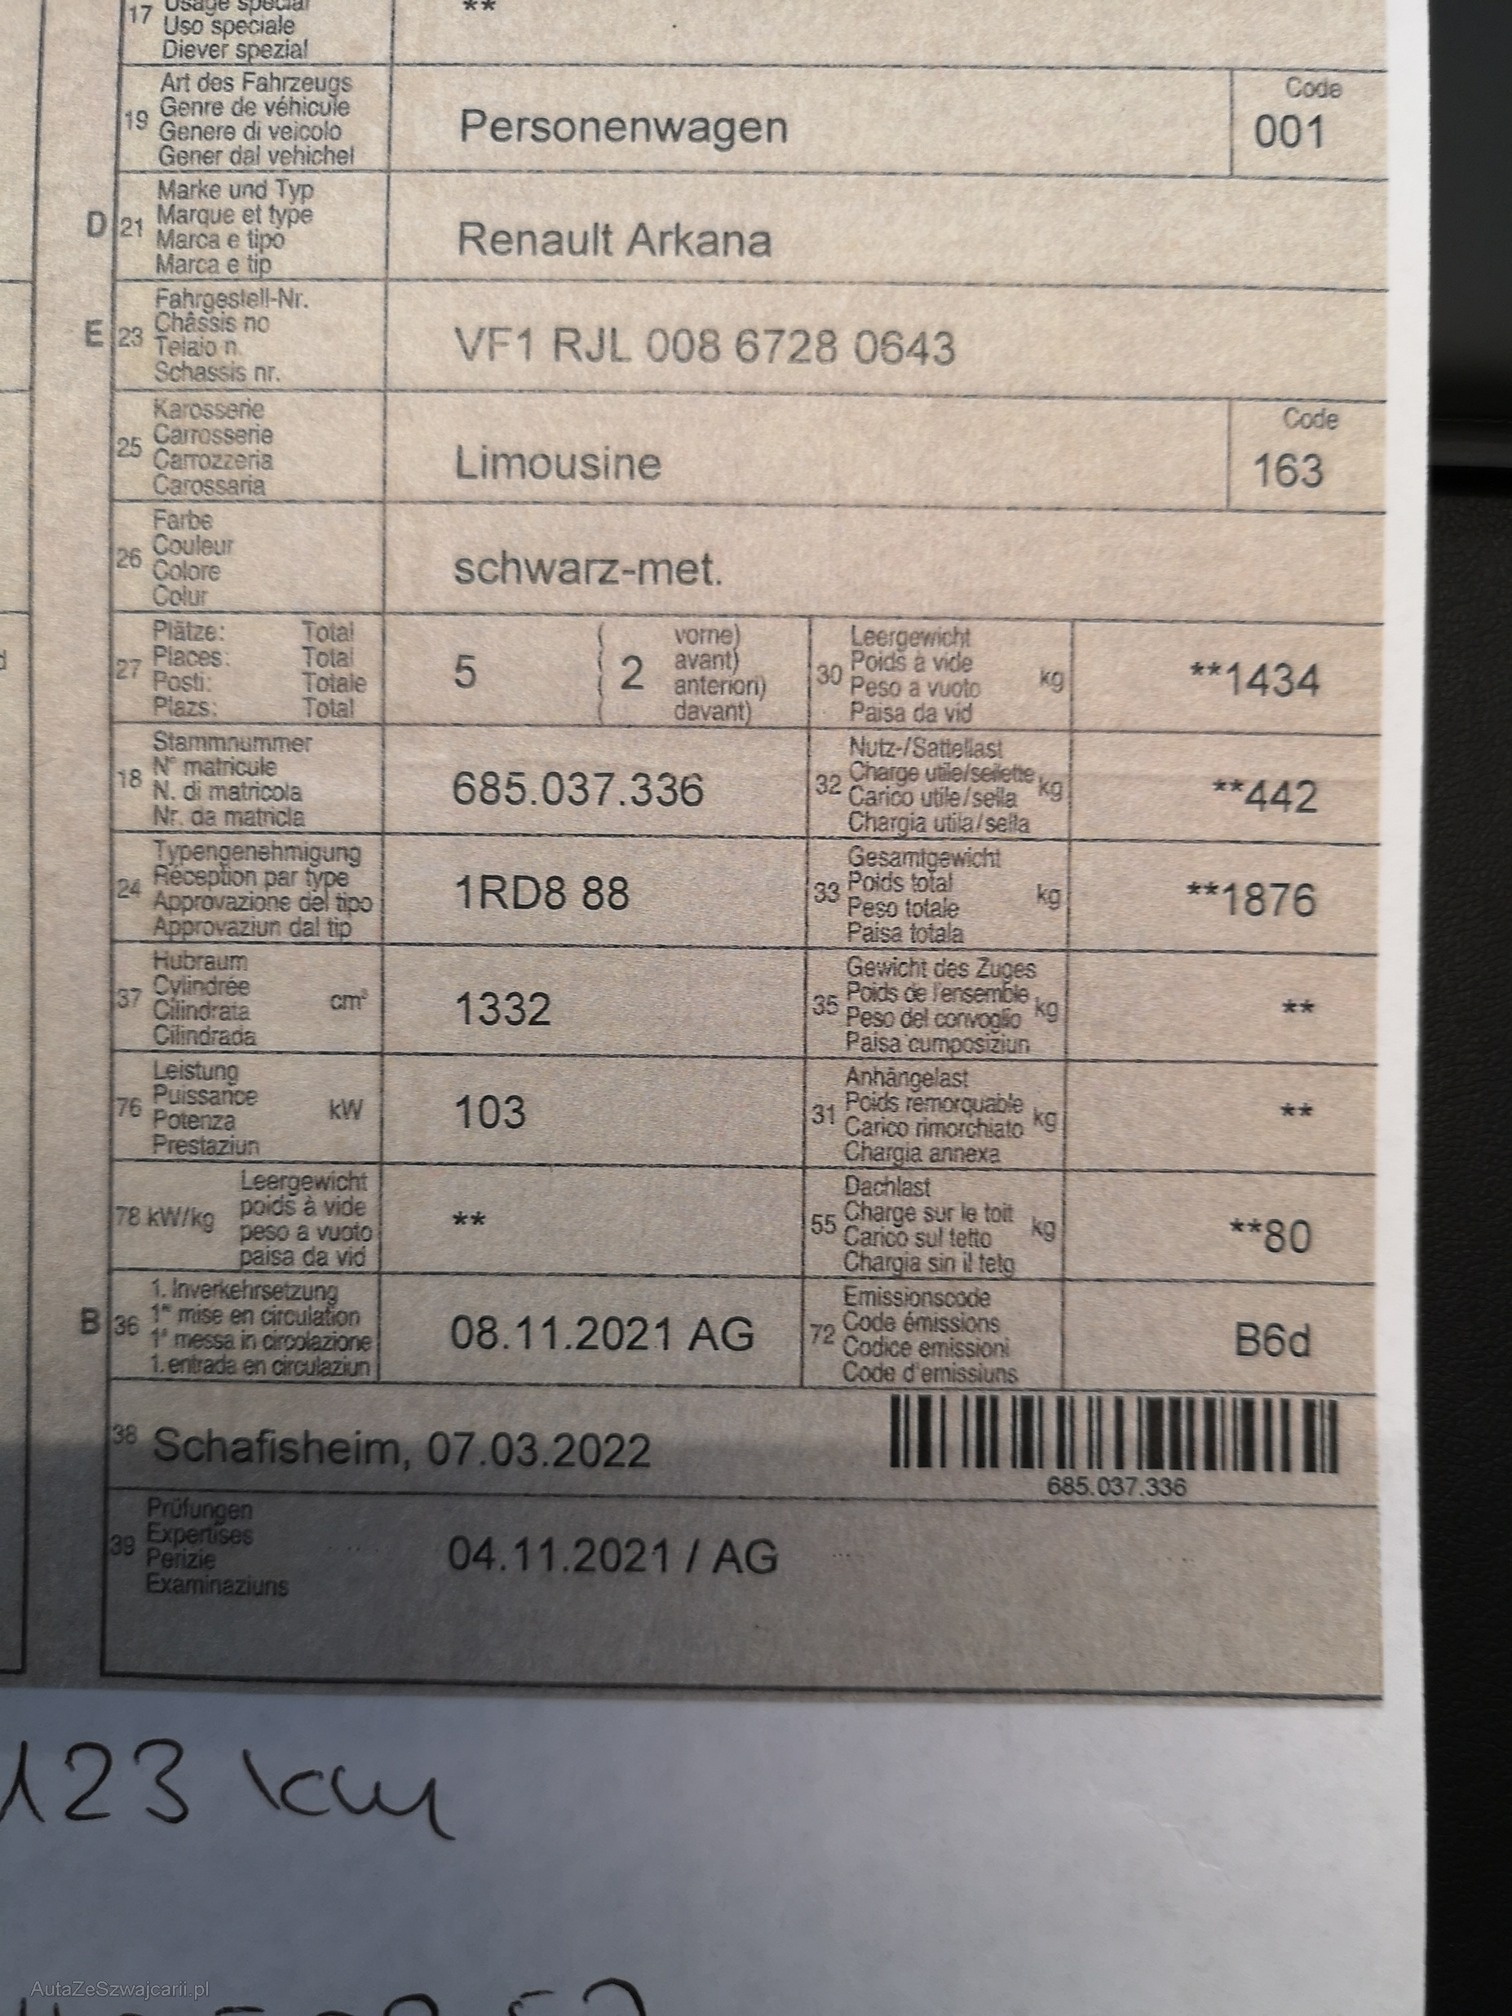 17 Usage spécial **
Uso speciale
Diever spezial
Art des Fahrzeugs Code
19 Genre de véhicule Personenwagen 001
Genere di veicolo
Gener dal vehichel
Marke und Typ
D 21 Marque et type Renault Arkana
Marca e tipo
Marca e tip
Fahrgestell-Nr.
E 23 Châssis no VF1 RJL 008 6728 0643
Telaio n.
Schassis nr.
Karosserie Code
25 Carrosserie Limousine 163
Carrozzeria
Carossaria
Farbe
26 Couleur schwarz-met.
Colore
Colur
Plätze: Total ( vorne) Leergewicht
27 Places: Total 5 ( 2 avant) 30 Poids à vide kg **1434
Posti: Totale ( anteriori) Peso a vuoto
Plazs: Total ( davant) Paisa da vid
Stammnummer Nutz-/Sattellast
18 N° matricule 685.037.336 32 Charge utile/sellette kg **442
N. di matricola Carico utile/sella
Nr. da matricla Chargia utila/sella
Typengenehmigung Gesamtgewicht
24 Réception par type 1RD8 88 33 Poids total kg **1876
Approvazione del tipo Peso totale
Approvaziun dal tip Paisa totala
Hubraum Gewicht des Zuges
37 Cylindrée cm³ 1332 35 Poids de l'ensemble kg **
Cilindrata Peso del convoglio
Cilindrada Paisa cumposiziun
Leistung Anhängelast
76 Puissance kW 103 31 Poids remorquable kg **
Potenza Carico rimorchiato
Prestaziun Chargia annexa
Leergewicht Dachlast
78 kW/kg poids à vide ** 55 Charge sur le toit kg **80
peso a vuoto Carico sul tetto
paisa da vid Chargia sin il tetg
1. Inverkehrsetzung Emissionscode
B 36 1re mise en circulation 08.11.2021 AG 72 Code émissions B6d
1a messa in circolazione Codice emissioni
1. entrada en circulaziun Code d'emissiuns
38 Schafisheim, 07.03.2022
685.037.336
Prüfungen
39 Expertises 04.11.2021 / AG
Perizie
Examinaziuns
123 km
AutaZeSzwajcarii.pl